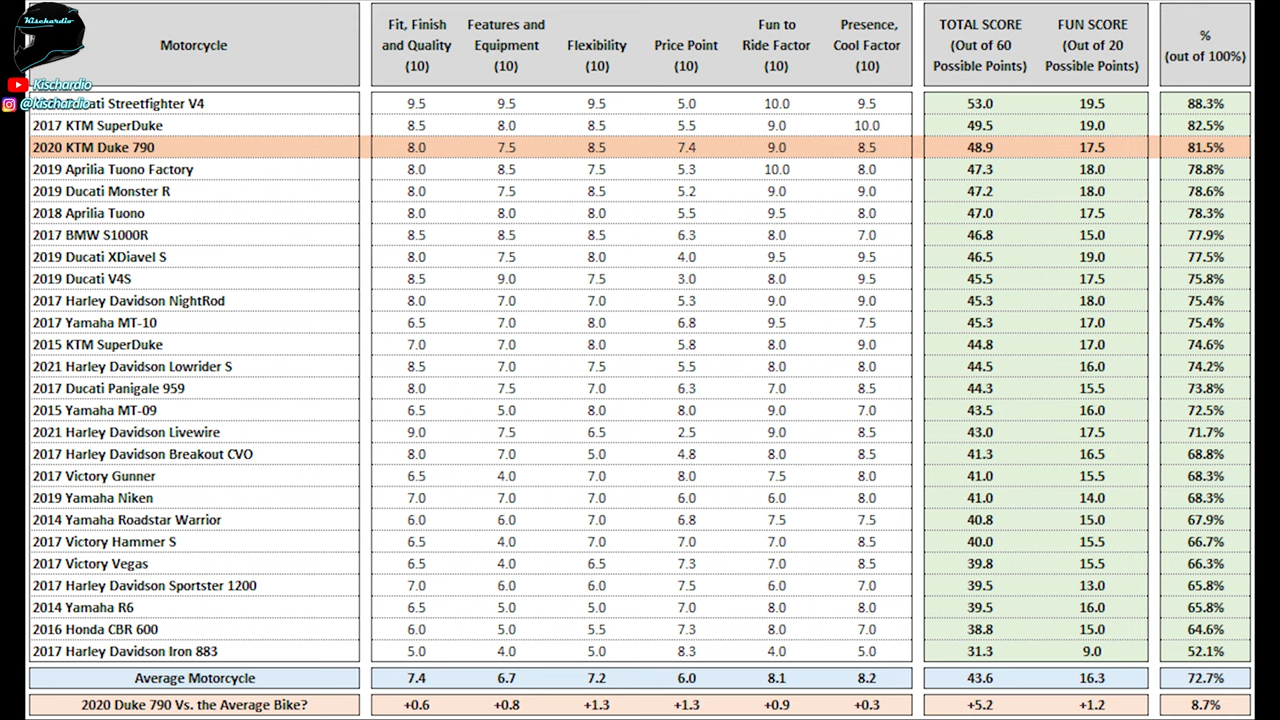 Kischardio
Kischardio
@kischardio
Motorcycle
Fit, Finish and Quality (10)
Features and Equipment (10)
Flexibility (10)
Price Point (10)
Fun to Ride Factor (10)
Presence, Cool Factor (10)
TOTAL SCORE (Out of 60 Possible Points)
FUN SCORE (Out of 20 Possible Points)
% (out of 100%)
ati Streetfighter V4 9.5 9.5 9.5 5.0 10.0 9.5 53.0 19.5 88.3%
2017 KTM SuperDuke 8.5 8.0 8.5 5.5 9.0 10.0 49.5 19.0 82.5%
2020 KTM Duke 790 8.0 7.5 8.5 7.4 9.0 8.5 48.9 17.5 81.5%
2019 Aprilia Tuono Factory 8.0 8.5 7.5 5.3 10.0 8.0 47.3 18.0 78.8%
2019 Ducati Monster R 8.0 7.5 8.5 5.2 9.0 9.0 47.2 18.0 78.6%
2018 Aprilia Tuono 8.0 8.0 8.0 5.5 9.5 8.0 47.0 17.5 78.3%
2017 BMW S1000R 8.5 8.5 8.5 6.3 8.0 7.0 46.8 15.0 77.9%
2019 Ducati XDiavel S 8.0 7.5 8.0 4.0 9.5 9.5 46.5 19.0 77.5%
2019 Ducati V4S 8.5 9.0 7.5 3.0 8.0 9.5 45.5 17.5 75.8%
2017 Harley Davidson NightRod 8.0 7.0 7.0 5.3 9.0 9.0 45.3 18.0 75.4%
2017 Yamaha MT-10 6.5 7.0 8.0 6.8 9.5 7.5 45.3 17.0 75.4%
2015 KTM SuperDuke 7.0 7.0 8.0 5.8 8.0 9.0 44.8 17.0 74.6%
2021 Harley Davidson Lowrider S 8.5 7.5 7.0 5.5 8.0 8.0 44.5 16.0 74.2%
2017 Ducati Panigale 959 8.0 7.5 7.0 6.3 7.0 8.5 44.3 15.5 73.8%
2015 Yamaha MT-09 6.5 5.0 8.0 8.0 9.0 7.0 43.5 16.0 72.5%
2021 Harley Davidson Livewire 9.0 7.5 6.5 2.5 9.0 8.5 43.0 17.5 71.7%
2017 Harley Davidson Breakout CVO 8.0 7.0 5.0 4.8 8.0 8.5 41.3 16.5 68.8%
2017 Victory Gunner 6.5 4.0 7.0 8.0 7.5 8.0 41.0 15.5 68.3%
2019 Yamaha Niken 7.0 7.0 7.0 6.0 6.0 8.0 41.0 14.0 68.3%
2014 Yamaha Roadstar Warrior 6.0 6.0 7.0 6.8 7.5 7.5 40.8 15.0 67.9%
2017 Victory Hammer S 6.5 4.0 7.0 7.0 7.0 8.5 40.0 15.5 66.7%
2017 Victory Vegas 6.5 4.0 6.5 7.3 7.0 8.5 39.8 15.5 66.3%
2017 Harley Davidson Sportster 1200 7.0 6.0 6.0 7.5 6.0 7.0 39.5 13.0 65.8%
2014 Yamaha R6 6.5 5.0 5.0 7.0 8.0 8.0 39.5 16.0 65.8%
2016 Honda CBR 600 6.0 5.0 5.5 7.3 8.0 7.0 38.8 15.0 64.6%
2017 Harley Davidson Iron 883 5.0 4.0 5.0 8.3 4.0 5.0 31.3 9.0 52.1%
Average Motorcycle 7.4 6.7 7.2 6.0 8.1 8.2 43.6 16.3 72.7%
2020 Duke 790 Vs. the Average Bike? +0.6 +0.8 +1.3 +1.3 +0.9 +0.3 +5.2 +1.2 8.7%